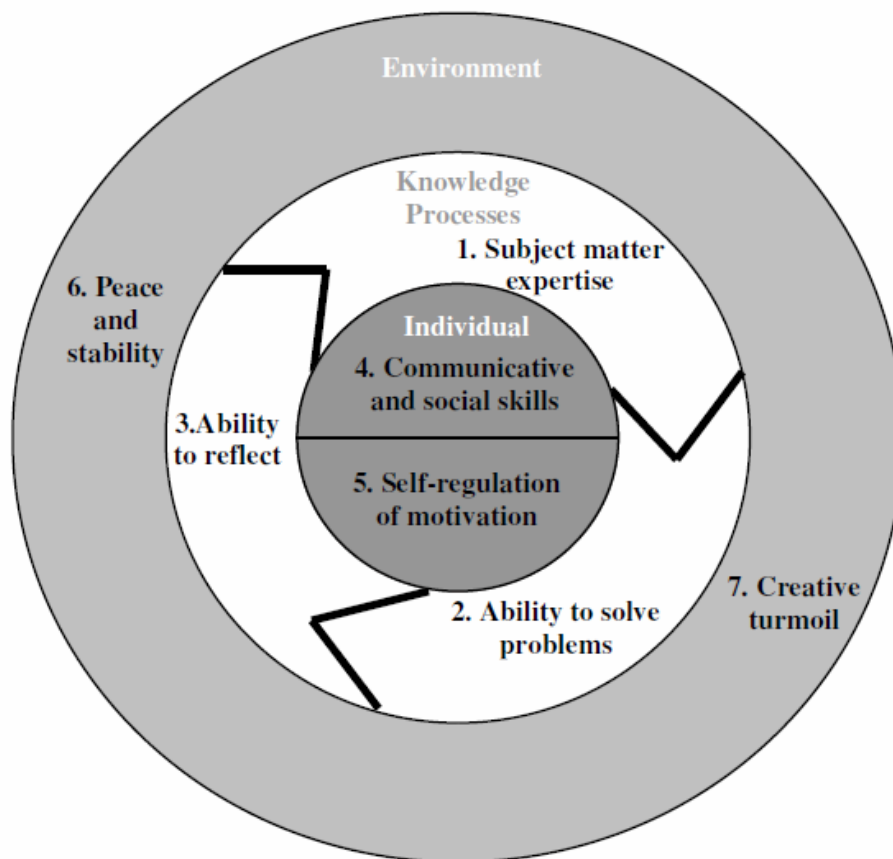 Environment
Knowledge
Processes
1. Subject matter
expertise
6. Peace
and
stability
Individual
4. Communicative
and social skills
3.Ability
to reflect
5. Self-regulation
of motivation
2. Ability to solve
problems
7. Creative
turmoil